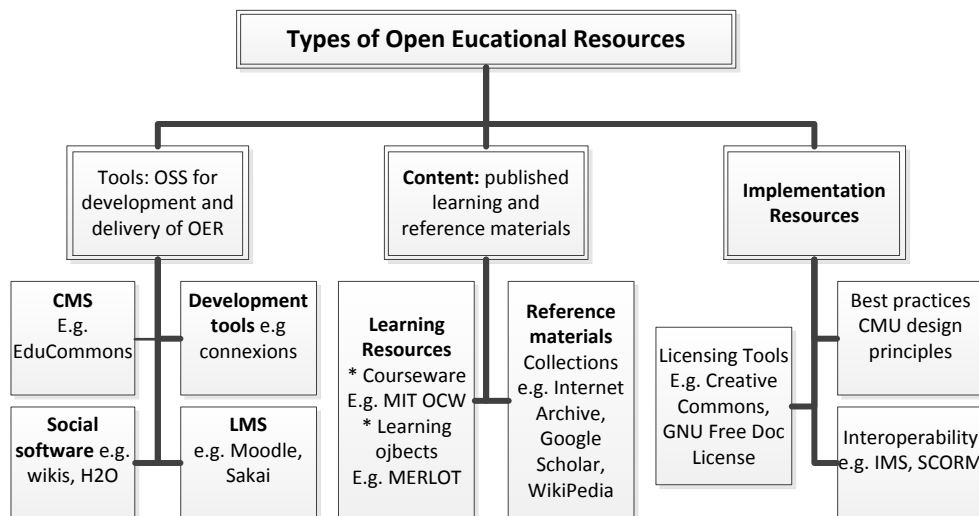 Types of Open Eucational Resources
Tools: OSS for
development and
delivery of OER
Content: published
learning and
reference materials
Implementation
Resources
CMS
E.g.
EduCommons
Development
tools e.g
connexions
Social
software e.g.
wikis, H2O
LMS
e.g. Moodle,
Sakai
Learning
Resources
* Courseware
E.g. MIT OCW
* Learning
ojbects
E.g. MERLOT
Reference
materials
Collections
e.g. Internet
Archive,
Google
Scholar,
WikiPedia
Licensing Tools
E.g. Creative
Commons,
GNU Free Doc
License
Best practices
CMU design
principles
Interoperability
e.g. IMS, SCORM